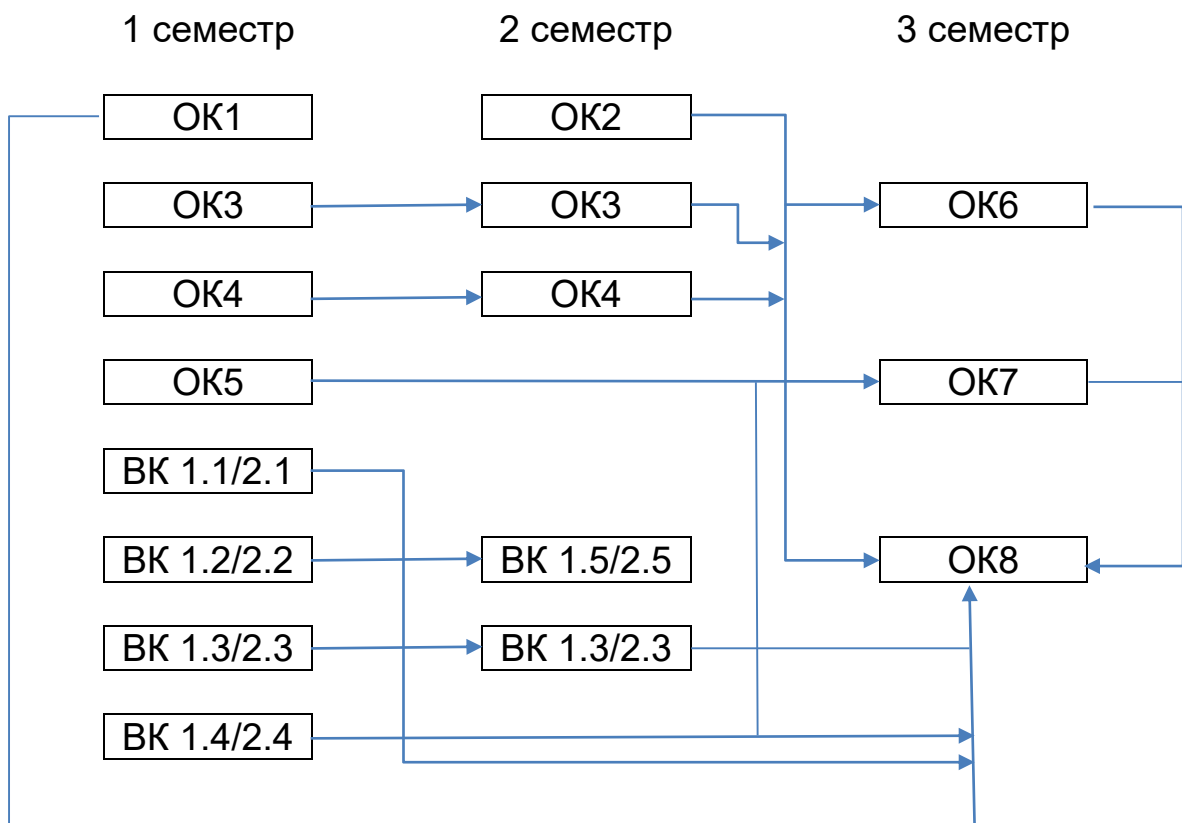 1 семестр 2 семестр 3 семестр
ОК1 ОК2
ОК3 ОК3 ОК6
ОК4 ОК4
ОК5 ОК7
ВК 1.1/2.1
ВК 1.2/2.2 ВК 1.5/2.5 ОК8
ВК 1.3/2.3 ВК 1.3/2.3
ВК 1.4/2.4